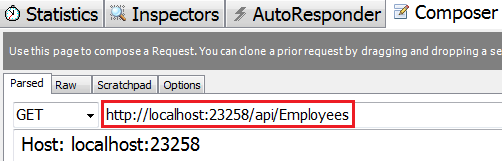 Statistics Inspectors AutoResponder Composer
Use this page to compose a Request. You can clone a prior request by dragging and dropping a se
Parsed Raw Scratchpad Options
GET http://localhost:23258/api/Employees
Host: localhost:23258